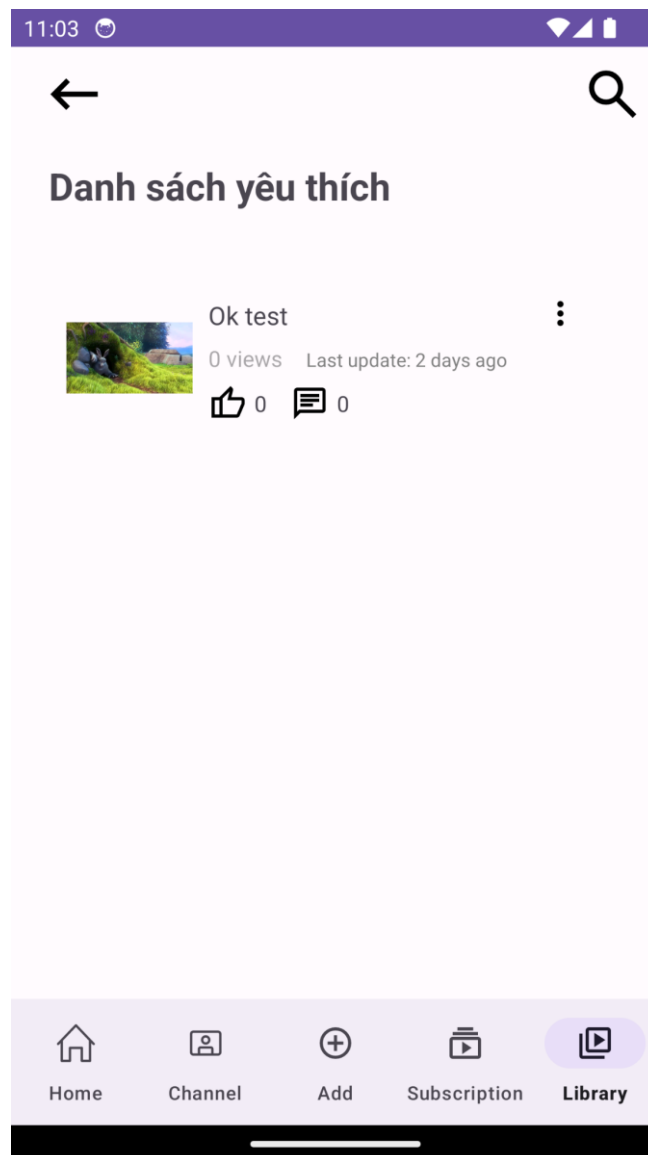 11:03
Danh sách yêu thích
Ok test
0 views Last update: 2 days ago
0 0
Home Channel Add Subscription Library